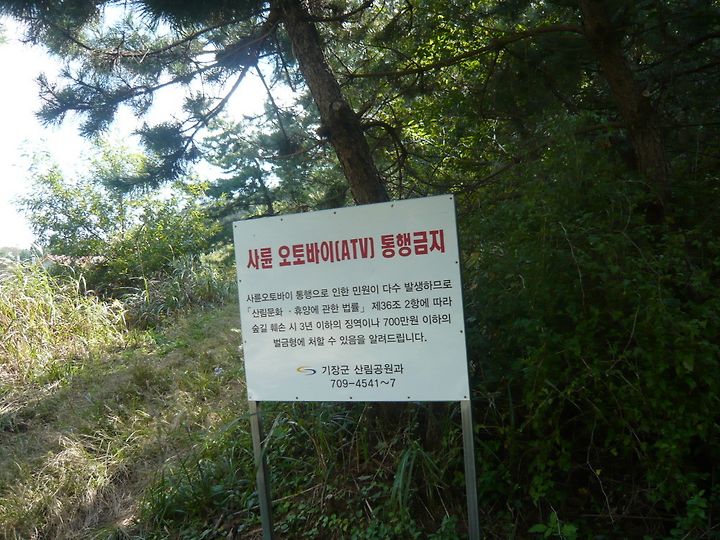 사륜 오토바이(ATV) 통행금지
사륜오토바이 통행으로 인한 민원이 다수 발생하므로
「산림문화 · 휴양에 관한 법률」 제36조 2항에 따라
숲길 훼손 시 3년 이하의 징역이나 700만원 이하의
벌금형에 처할 수 있음을 알려드립니다.
기장군 산림공원과
709-4541~7